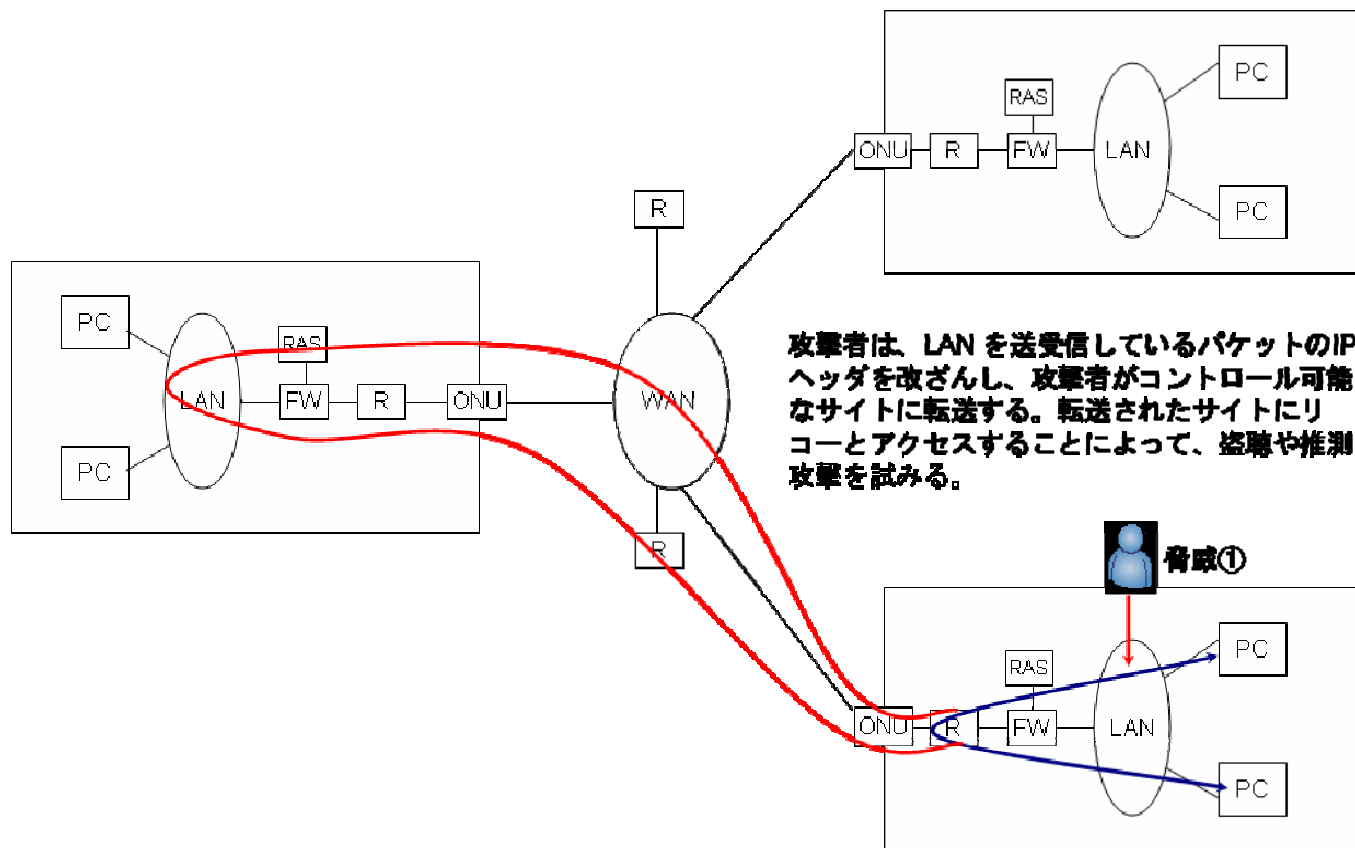 PC
RAS
ONU R FW LAN
PC
R
PC
RAS
LAN FW R ONU WAN
PC
R
攻撃者は、LAN を送受信しているパケットのIP
ヘッダを改ざんし、攻撃者がコントロール可能
なサイトに転送する。転送されたサイトにリ
コーとアクセスすることによって、盗聴や推測
攻撃を試みる。
脅威①
PC
RAS
ONU R FW LAN
PC